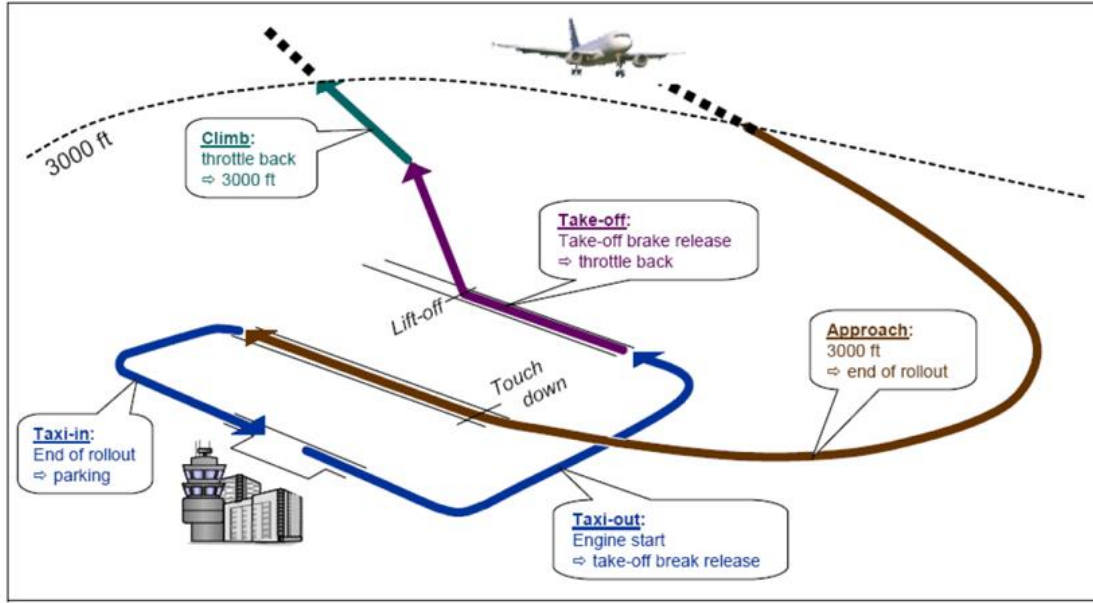 3000 ft
Climb:
throttle back
⇨ 3000 ft
Take-off:
Take-off brake release
⇨ throttle back
Lift-off
Approach:
3000 ft
⇨ end of rollout
Touch
down
Taxi-in:
End of rollout
⇨ parking
Taxi-out:
Engine start
⇨ take-off break release